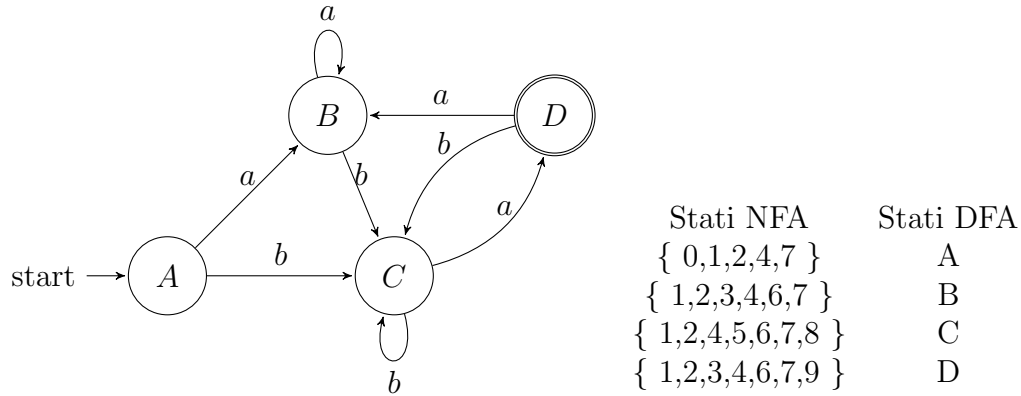 a
B
a
D
b
b
a
a
start
A
b
C
b
Stati NFA Stati DFA
{ 0,1,2,4,7 } A
{ 1,2,3,4,6,7 } B
{ 1,2,4,5,6,7,8 } C
{ 1,2,3,4,6,7,9 } D